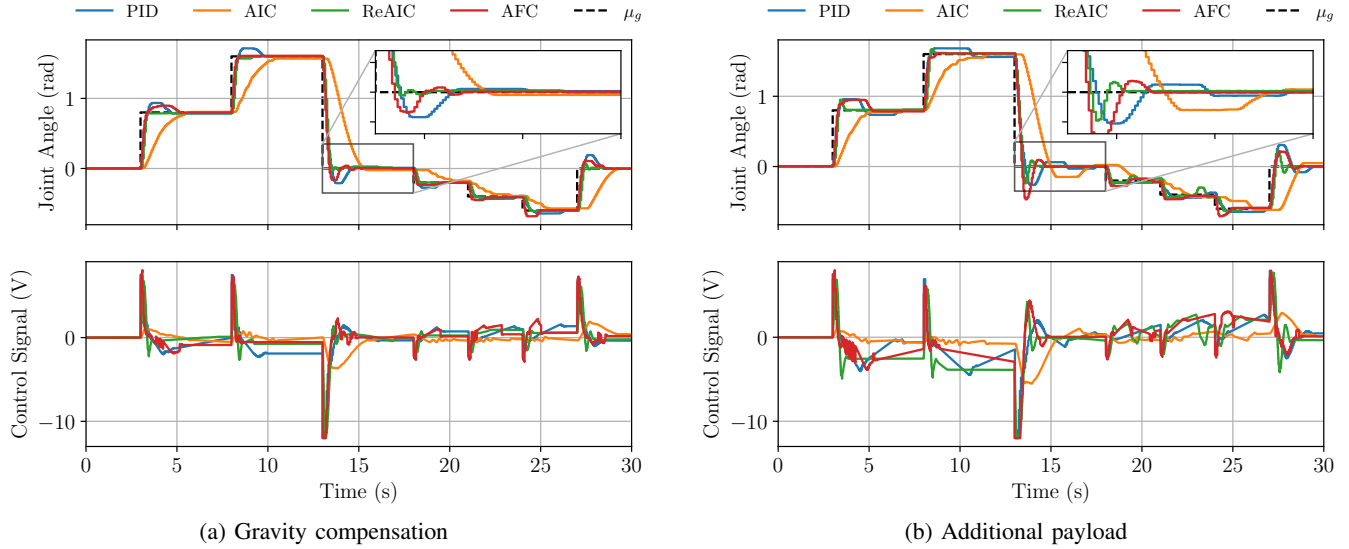 PID AIC ReAIC AFC μg
Joint Angle (rad)
1
0
Control Signal (V)
0
−10
0 5 10 15 20 25 30
Time (s)
(a) Gravity compensation
PID AIC ReAIC AFC μg
Joint Angle (rad)
1
0
Control Signal (V)
0
−10
0 5 10 15 20 25 30
Time (s)
(b) Additional payload